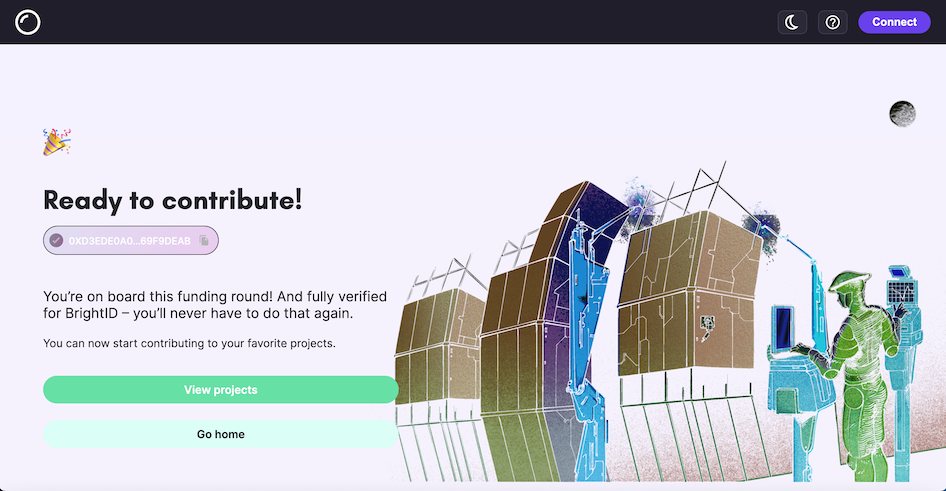 Connect
Ready to contribute!
0XD3EDE0A0...69F9DEAB
You're on board this funding round! And fully verified
for BrightID – you'll never have to do that again.
You can now start contributing to your favorite projects.
View projects
Go home